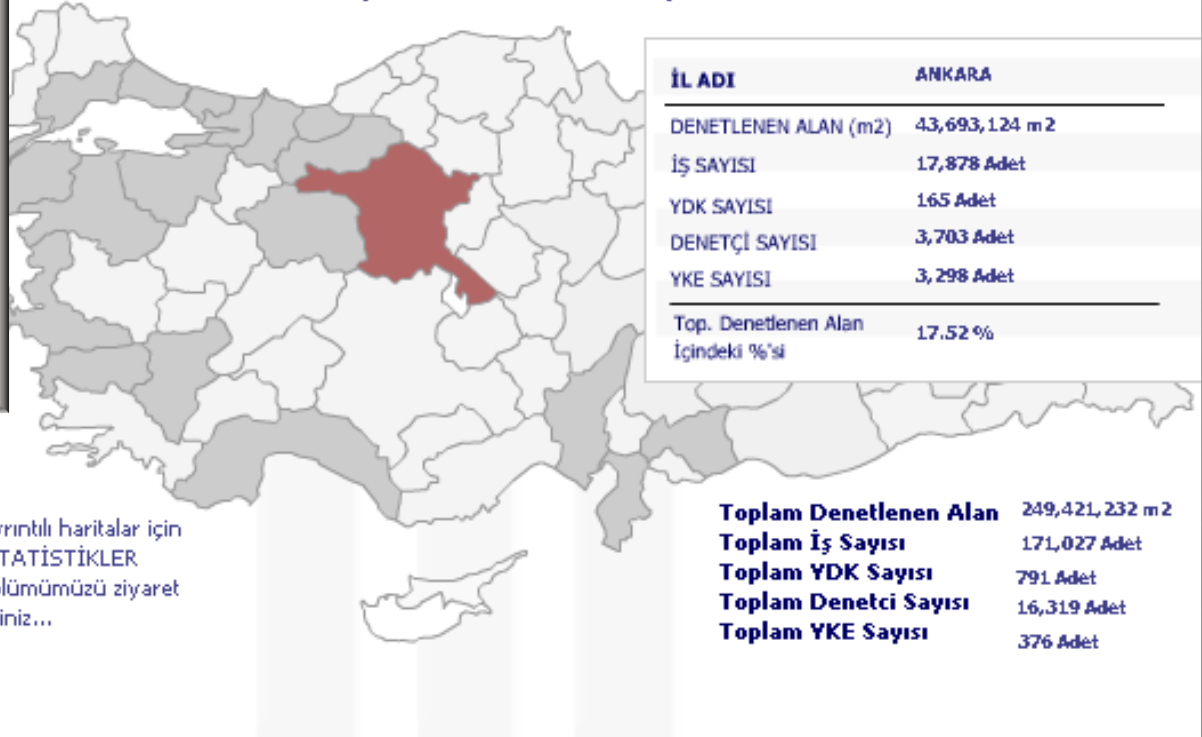 İL ADI ANKARA
DENETLENEN ALAN (m2) 43,693,124 m2
İŞ SAYISI 17,878 Adet
YDK SAYISI 165 Adet
DENETÇİ SAYISI 3,703 Adet
YKE SAYISI 3,298 Adet
Top. Denetlenen Alan
İçindeki %'si 17.52 %
yrıntılı haritalar için
TATİSTİKLER
lümümüzü ziyaret
iniz...
Toplam Denetlenen Alan 249,421,232 m2
Toplam İş Sayısı 171,027 Adet
Toplam YDK Sayısı 791 Adet
Toplam Denetci Sayısı 16,319 Adet
Toplam YKE Sayısı 376 Adet